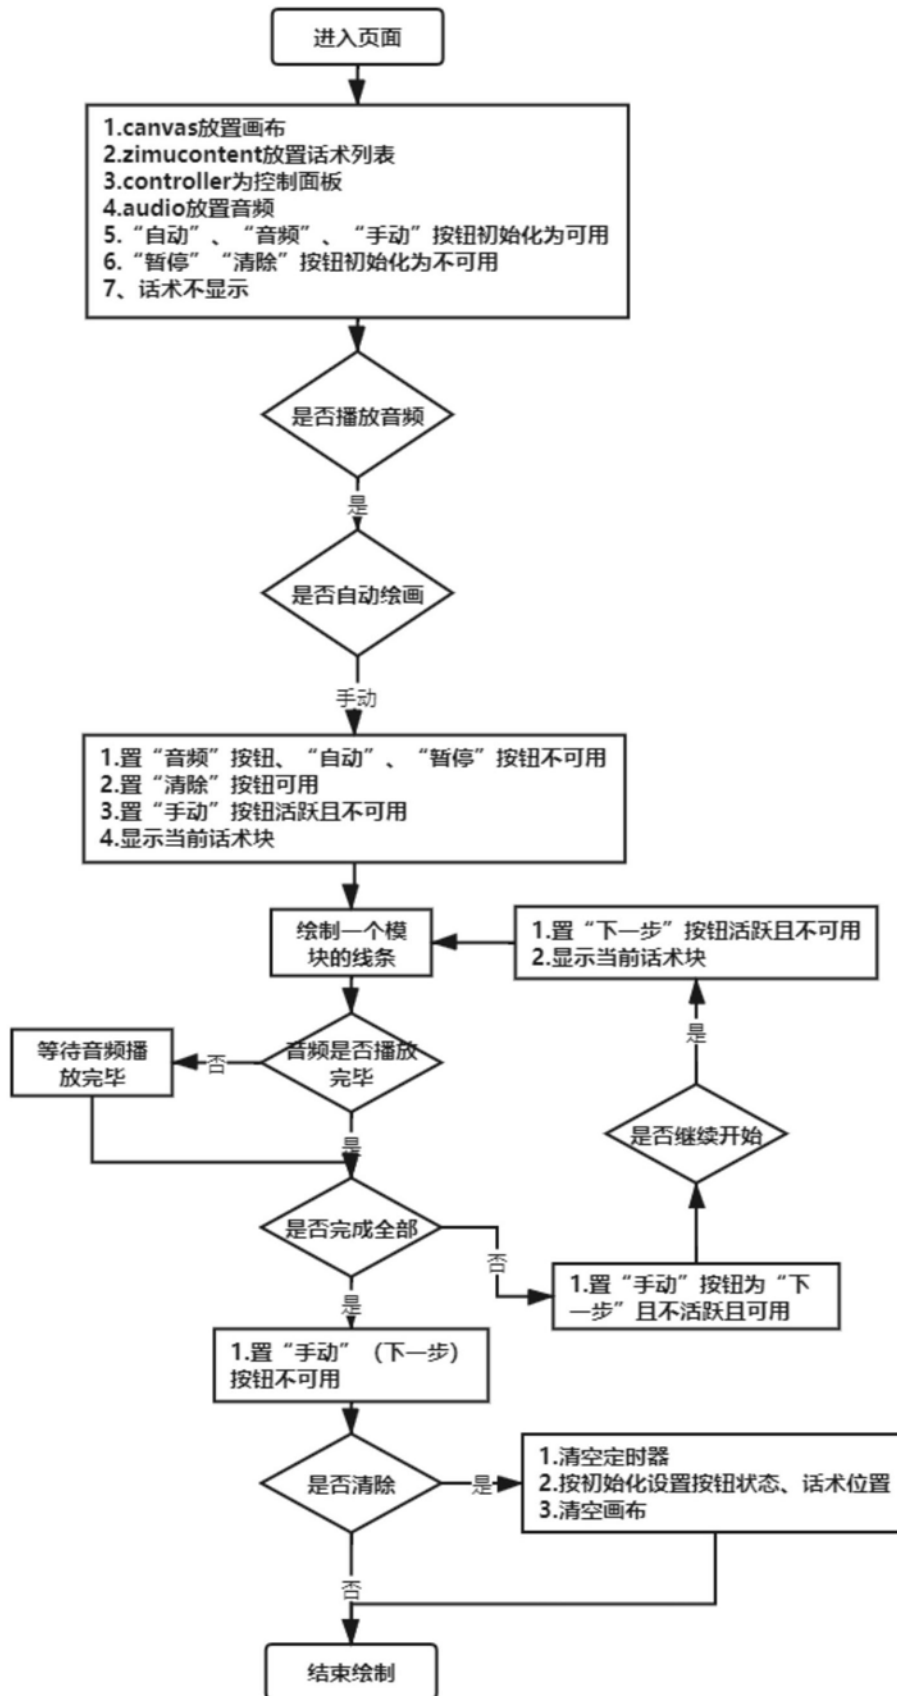 进入页面
1.canvas放置画布
2.zimucontent放置话术列表
3.controller为控制面板
4.audio放置音频
5.“自动”、“音频”、“手动”按钮初始化为可用
6.“暂停”“清除”按钮初始化为不可用
7、话术不显示
是否播放音频
是
是否自动绘画
手动
1.置“音频”按钮、“自动”、“暂停”按钮不可用
2.置“清除”按钮可用
3.置“手动”按钮活跃且不可用
4.显示当前话术块
绘制一个模
块的线条
1.置“下一步”按钮活跃且不可用
2.显示当前话术块
是
等待音频播
放完毕
否
音频是否播放
完毕
是否继续开始
是
是否完成全部
否
1.置“手动”按钮为“下
一步”且不活跃且可用
是
1.置“手动”（下一步）
按钮不可用
是否清除
是
1.清空定时器
2.按初始化设置按钮状态、话术位置
3.清空画布
否
结束绘制